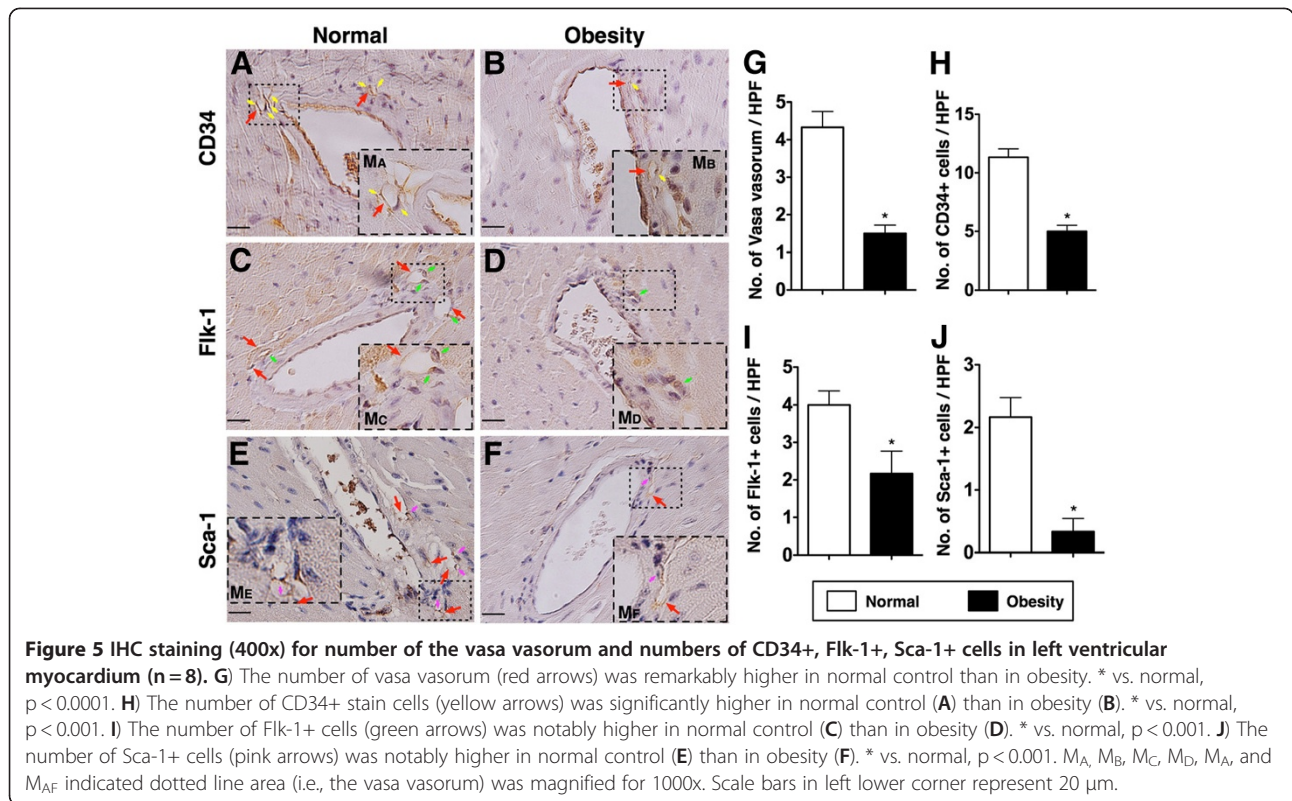 Normal
Obesity
CD34
A
MA
B
MB
Flk-1
C
MC
D
MD
Sca-1
E
ME
F
MF
G
No. of Vasa vasorum / HPF
5
4
3
2
1
0
*
H
No. of CD34+ cells / HPF
15
10
5
0
*
I
No. of Flk-1+ cells / HPF
5
4
3
2
1
0
*
J
No. of Sca-1+ cells / HPF
3
2
1
0
*
Normal
Obesity
Figure 5 IHC staining (400x) for number of the vasa vasorum and numbers of CD34+, Flk-1+, Sca-1+ cells in left ventricular
myocardium (n = 8). G) The number of vasa vasorum (red arrows) was remarkably higher in normal control than in obesity. * vs. normal,
p < 0.0001. H) The number of CD34+ stain cells (yellow arrows) was significantly higher in normal control (A) than in obesity (B). * vs. normal,
p < 0.001. I) The number of Flk-1+ cells (green arrows) was notably higher in normal control (C) than in obesity (D). * vs. normal, p < 0.001. J) The
number of Sca-1+ cells (pink arrows) was notably higher in normal control (E) than in obesity (F). * vs. normal, p < 0.001. MA, MB, MC, MD, MA, and
MAF indicated dotted line area (i.e., the vasa vasorum) was magnified for 1000x. Scale bars in left lower corner represent 20 μm.